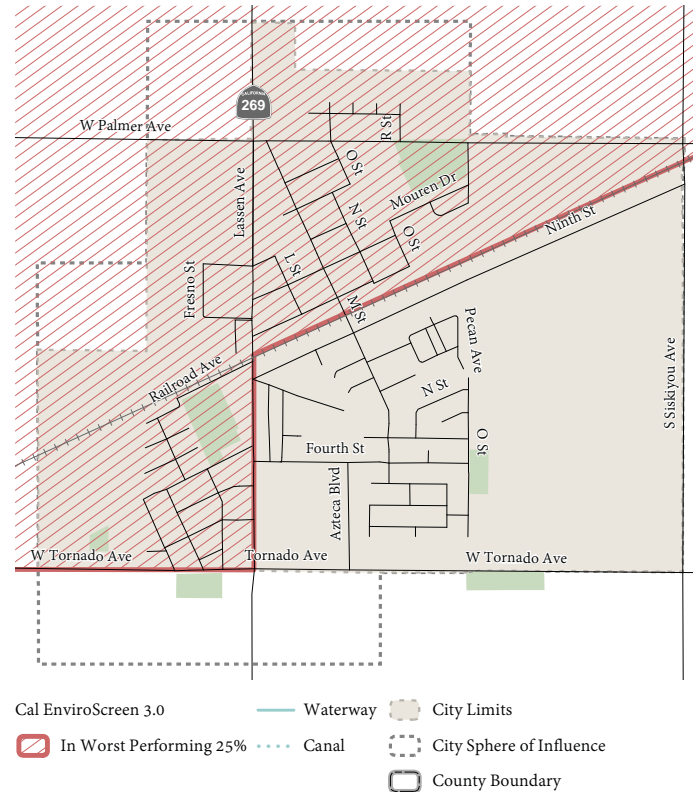 CALIFORNIA
269
W Palmer Ave
R St
O St
Mouren Dr
Lassen Ave
N St
O St
Ninth St
L St
Fresno St
M St
Pecan Ave
S Siskiyou Ave
Railroad Ave
N St
O St
Fourth St
Azteca Blvd
W Tornado Ave
Tornado Ave
W Tornado Ave
Cal EnviroScreen 3.0
In Worst Performing 25%
Waterway
Canal
City Limits
City Sphere of Influence
County Boundary